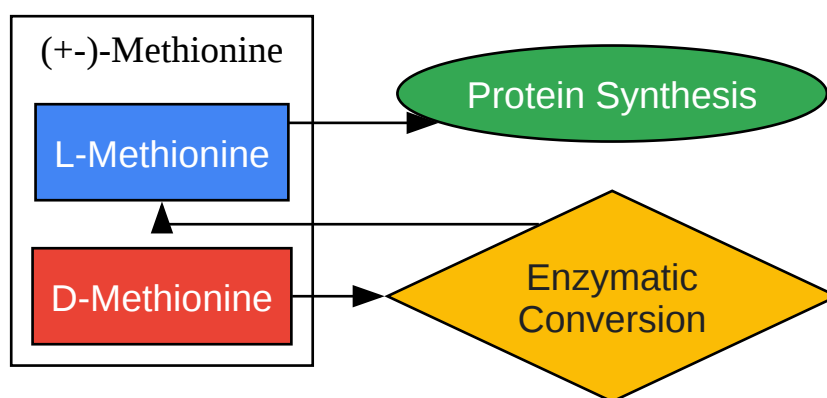 (+-)-Methionine
L-Methionine
Protein Synthesis
D-Methionine
Enzymatic
Conversion